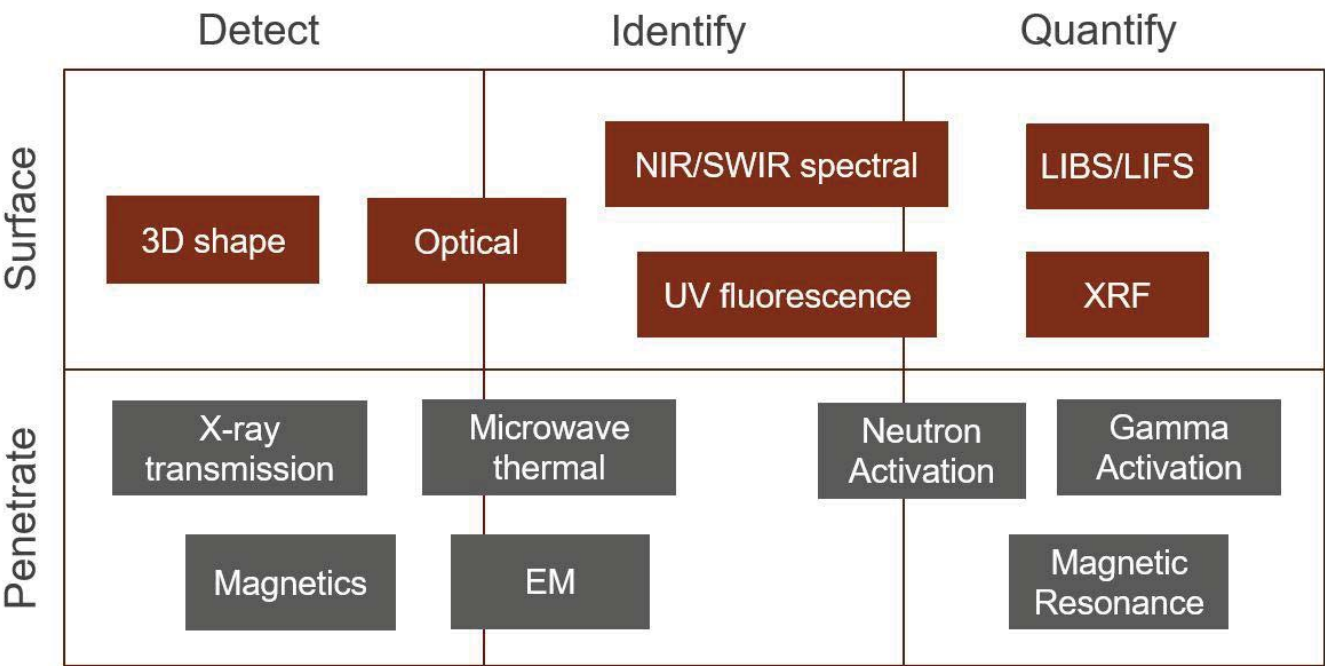 Detect
Identify
Quantify
Surface
NIR/SWIR spectral
LIBS/LIFS
3D shape
Optical
UV fluorescence
XRF
Penetrate
X-ray
transmission
Microwave
thermal
Neutron
Activation
Gamma
Activation
Magnetics
EM
Magnetic
Resonance